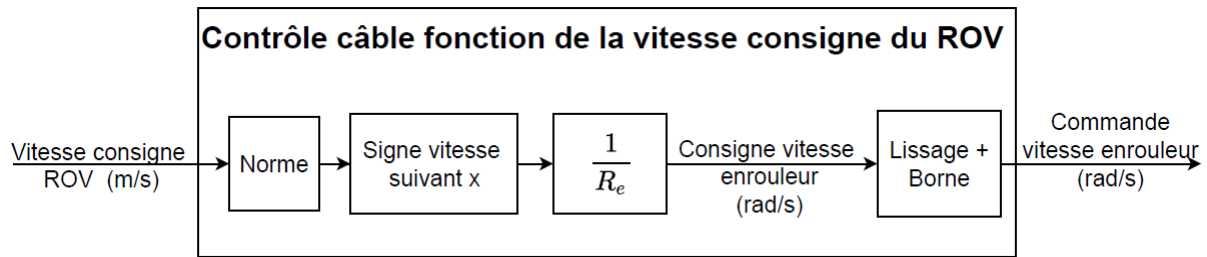 Contrôle câble fonction de la vitesse consigne du ROV
Vitesse consigne
ROV (m/s)
Norme
Signe vitesse
suivant x
1
R_e
Consigne vitesse
enrouleur
(rad/s)
Lissage +
Borne
Commande
vitesse enrouleur
(rad/s)